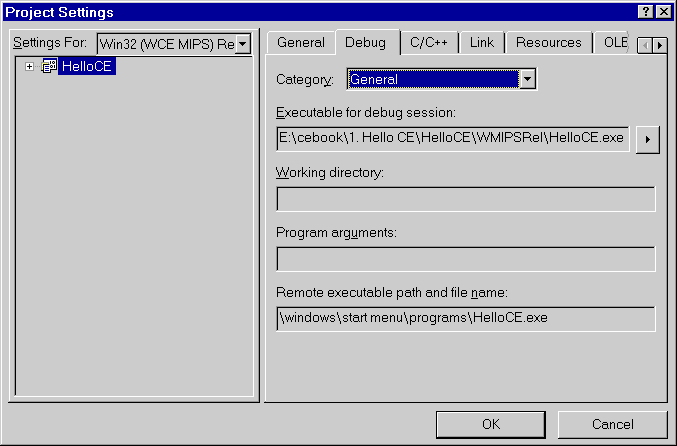 Project Settings
Settings For: Win32 (WCE MIPS) Re
HelloCE
General Debug C/C++ Link Resources OLE
Category: General
Executable for debug session:
E:\cebook\1. Hello CE\HelloCE\WMIPSRel\HelloCE.exe
Working directory:
Program arguments:
Remote executable path and file name:
\windows\start menu\programs\HelloCE.exe
OK Cancel